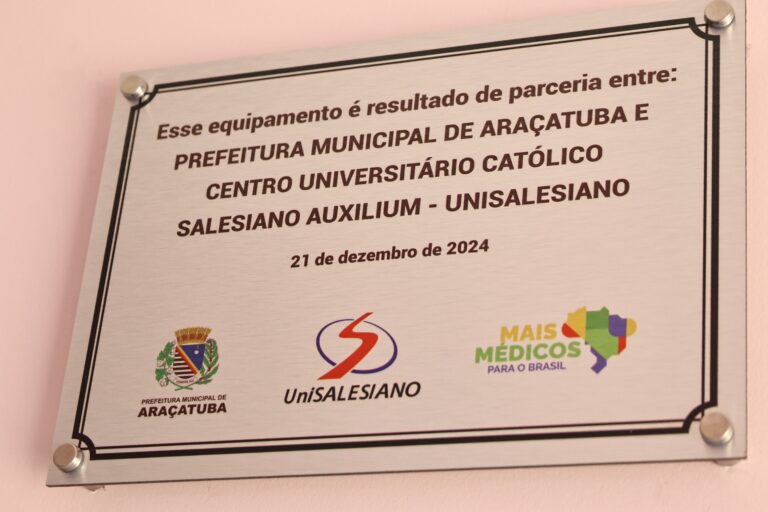 Esse equipamento é resultado de parceria entre:
PREFEITURA MUNICIPAL DE ARAÇATUBA E
CENTRO UNIVERSITÁRIO CATÓLICO
SALESIANO AUXILIUM - UNISALESIANO
21 de dezembro de 2024
PREFEITURA MUNICIPAL DE
ARAÇATUBA
UniSALESIANO
MAIS
MÉDICOS
PARA O BRASIL